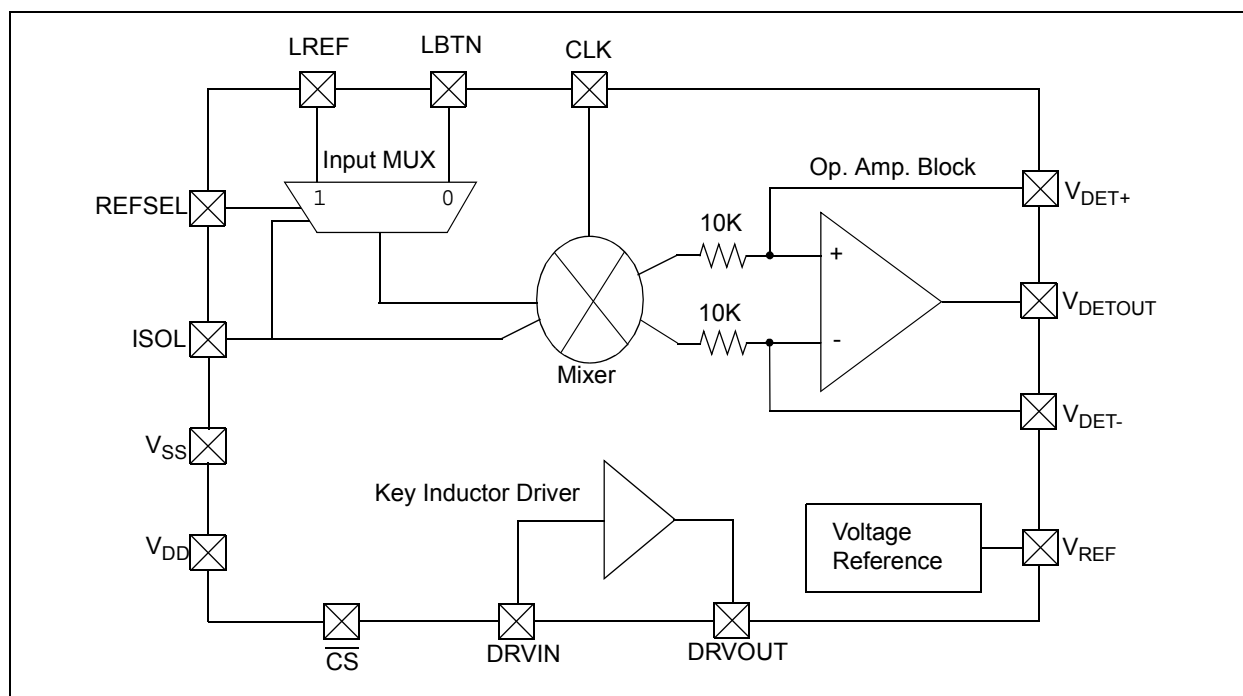 LREF
LBTN
CLK
Input MUX
1
0
REFSEL
Op. Amp. Block
VDET+
10K
+
ISOL
10K
-
VDETOUT
Mixer
VDET-
VSS
Key Inductor Driver
VDD
Voltage
Reference
VREF
CS
DRVIN
DRVOUT